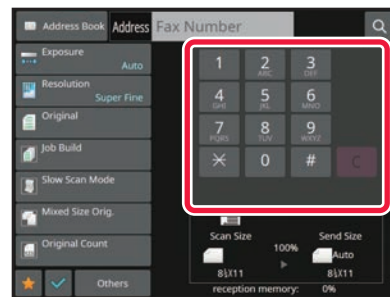 Address Book Address Fax Number
Exposure
Auto
Resolution
Super Fine
Original
Job Build
Slow Scan Mode
Mixed Size Orig.
Original Count
Others
1 2 3
ABC DEF
4 5 6
GHI JKL MNO
7 8 9
PQRS TUV WXYZ
* 0 # C
Scan Size Send Size
100%
Auto
8½X11 8½X11
reception memory: 0%